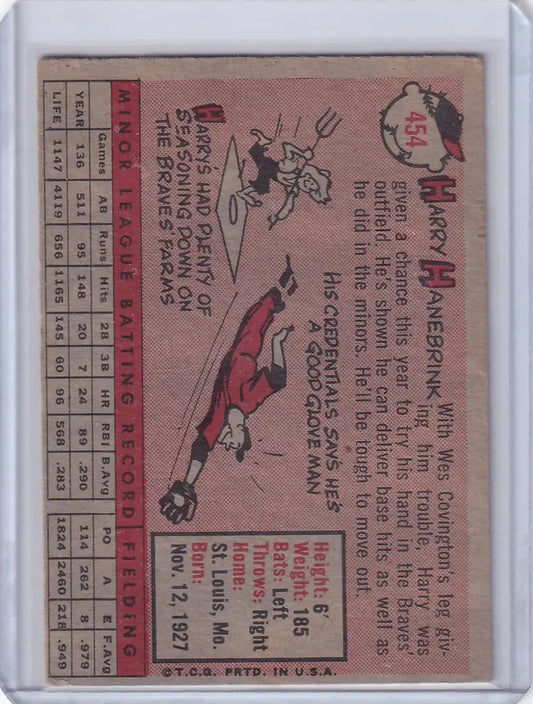 454
HARRY HANEBRINK
With Wes Covington's leg giv-
ing him trouble, Harry was
given a chance this year to try his hand in the Braves'
outfield. He's shown he can deliver base hits as well as
he did in the minors. He'll be tough to move out.
HIS CREDENTIALS SAYS HE'S
A GOOD GLOVE MAN
HARRY'S HAD PLENTY OF
SEASONING DOWN ON
THE BRAVES' FARMS
Height: 6'
Weight: 185
Bats: Left
Throws: Right
Home:
St. Louis, Mo.
Born:
Nov. 12, 1927
©T.C.G. PRTD. IN U.S.A.
MINOR LEAGUE BATTING RECORD FIELDING
Games AB Runs Hits 2B 3B HR RBI B.Avg PO A E F.Avg
YEAR 136 511 95 148 20 7 24 89 .290 114 262 8 .979
LIFE 1147 4119 656 1165 145 60 96 568 .283 1824 2460 218 .949